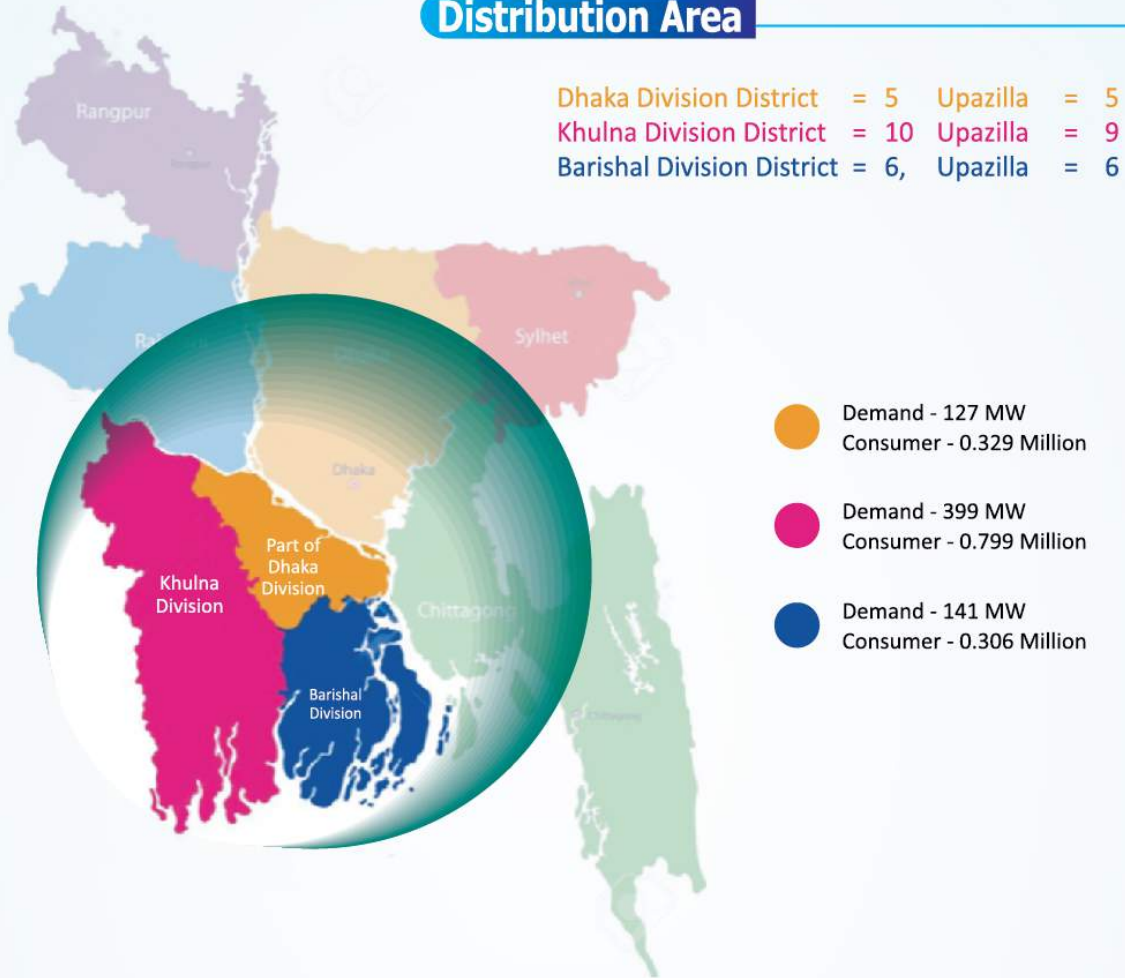 Distribution Area
Dhaka Division District = 5 Upazilla = 5
Khulna Division District = 10 Upazilla = 9
Barishal Division District = 6, Upazilla = 6
Rangpur
Rangpur
Sylhet
Dhaka
Demand - 127 MW
Consumer - 0.329 Million
Demand - 399 MW
Consumer - 0.799 Million
Demand - 141 MW
Consumer - 0.306 Million
Part of
Dhaka
Division
Khulna
Division
Chittagong
Barishal
Division
Chittagong